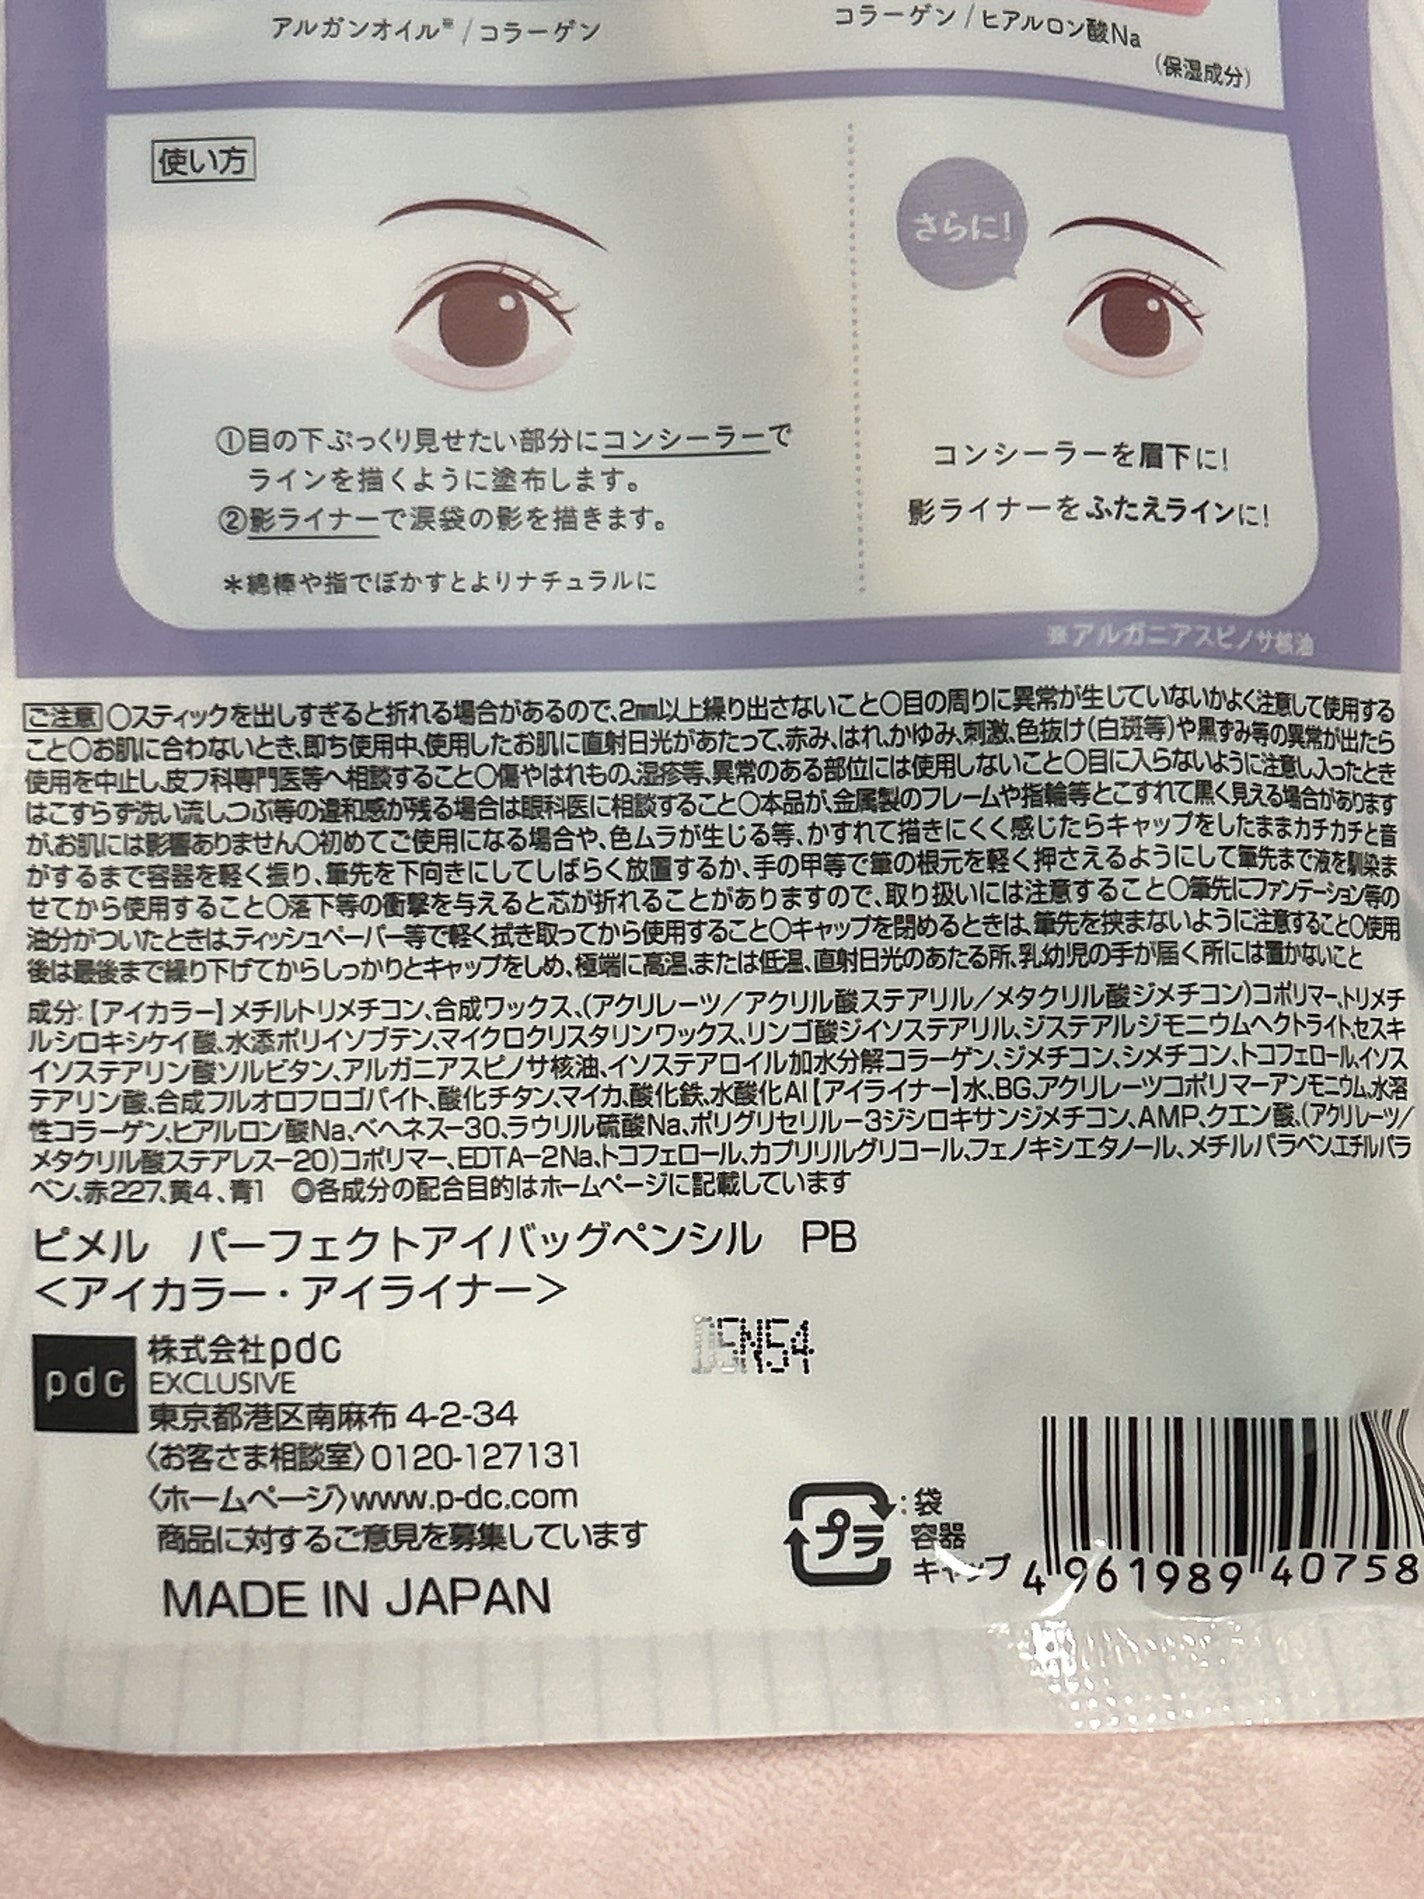 アルガンオイル※/コラーゲン
コラーゲン/ヒアルロン酸Na
(保湿成分)
使い方
①目の下ぷっくり見せたい部分にコンシーラーで
ラインを描くように塗布します。
②影ライナーで涙袋の影を描きます。
*綿棒や指でぼかすとよりナチュラルに
さらに!
コンシーラーを眉下に!
影ライナーをふたえラインに!
※アルガニアスピノサ核油
ご注意 ○スティックを出しすぎると折れる場合があるので、2㎜以上繰り出さないこと○目の周りに異常が生じていないかよく注意して使用する
こと○お肌に合わないとき、即ち使用中、使用したお肌に直射日光があたって、赤み、はれ、かゆみ、刺激、色抜け(白斑等)や黒ずみ等の異常が出たら
使用を中止し、皮フ科専門医等へ相談すること○傷やはれもの、湿疹等、異常のある部位には使用しないこと○目に入らないように注意し、入ったとき
はこすらず洗い流し、つぶ等の違和感が残る場合は眼科医に相談すること○本品が、金属製のフレームや指輪等とこすれて黒く見える場合があります
が、お肌には影響ありません○初めてご使用になる場合や、色ムラが生じる等、かすれて描きにくく感じたらキャップをしたままカチカチと音
がするまで容器を軽く振り、筆先を下向きにしてしばらく放置するか、手の甲等で筆の根元を軽く押さえるようにして筆先まで液を馴染ま
せてから使用すること○落下等の衝撃を与えると芯が折れることがありますので、取り扱いには注意すること○筆先にファンデーション等の
油分がついたときは、ティッシュペーパー等で軽く拭き取ってから使用すること○キャップを閉めるときは、筆先を挟まないように注意すること○使用
後は最後まで繰り下げてからしっかりとキャップをしめ、極端に高温、または低温、直射日光のあたる所、乳幼児の手が届く所には置かないこと
成分:【アイカラー】メチルトリメチコン、合成ワックス、(アクリレーツ/アクリル酸ステアリル/メタクリル酸ジメチコン)コポリマー、トリメチ
ルシロキシケイ酸、水添ポリイソブテン、マイクロクリスタリンワックス、リンゴ酸ジイソステアリル、ジステアルジモニウムヘクトライト、セスキ
イソステアリン酸ソルビタン、アルガニアスピノサ核油、イソステアロイル加水分解コラーゲン、ジメチコン、シメチコン、トコフェロール、イソス
テアリン酸、合成フルオロフロゴパイト、酸化チタン、マイカ、酸化鉄、水酸化Al【アイライナー】水、BG、アクリレーツコポリマーアンモニウム、水溶
性コラーゲン、ヒアルロン酸Na、ベヘネス-30、ラウリル硫酸Na、ポリグリセリル-3ジシロキサンジメチコン、AMP、クエン酸、(アクリレーツ/
メタクリル酸ステアレス-20)コポリマー、EDTA-2Na、トコフェロール、カプリリルグリコール、フェノキシエタノール、メチルパラベン、エチルパラ
ベン、赤227、黄4、青1 ◎各成分の配合目的はホームページに記載しています
ピメル パーフェクトアイバッグペンシル PB
<アイカラー・アイライナー>
pdc
株式会社pdc
EXCLUSIVE
東京都港区南麻布 4-2-34
〈お客さま相談室〉0120-127131
〈ホームページ〉www.p-dc.com
商品に対するご意見を募集しています
MADE IN JAPAN
プラ
:袋
容器
キャップ
4 961989 40758